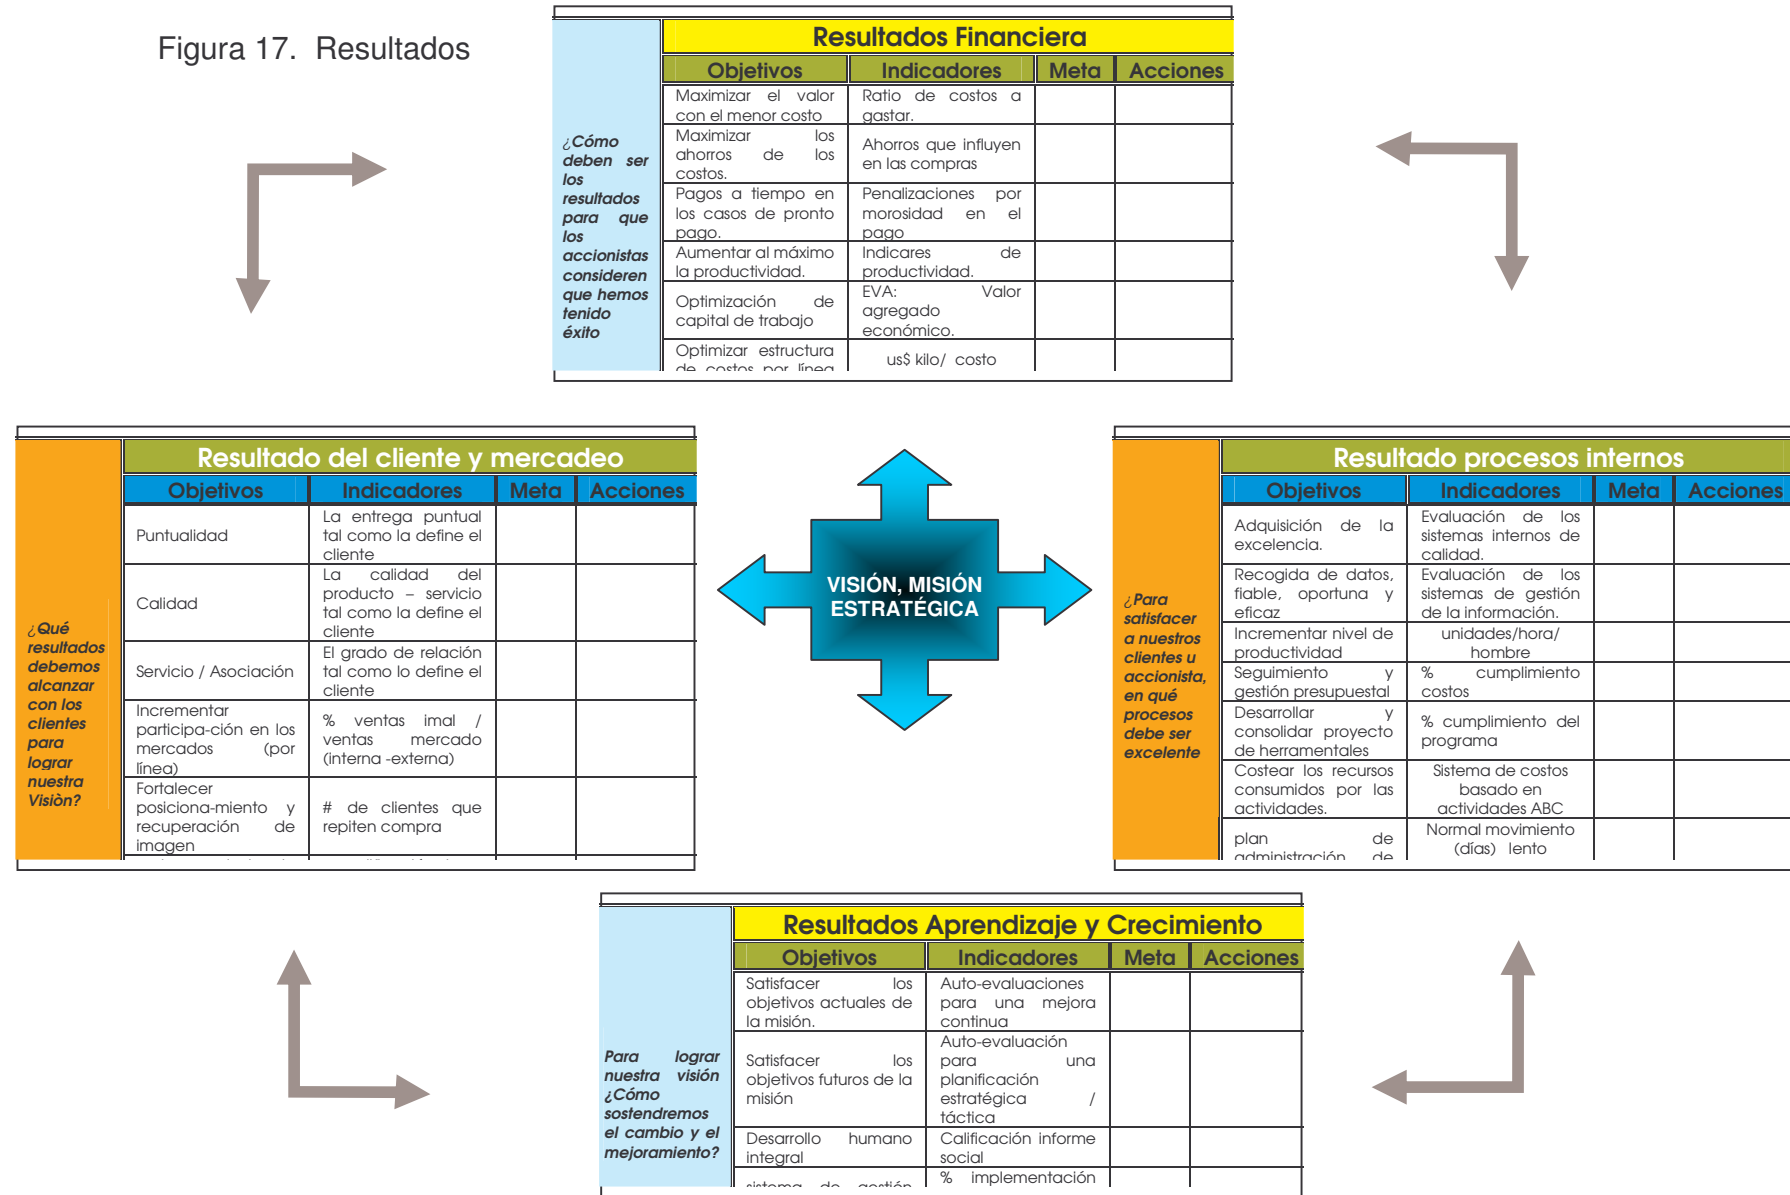 Figura 17. Resultados
Resultados Financiera
Objetivos Indicadores Meta Acciones
¿Cómo
deben ser
los
resultados
para que
los
accionistas
consideren
que hemos
tenido
éxito
Maximizar el valor
con el menor costo
Ratio de costos a
gastar.
Maximizar los
ahorros de los
costos.
Ahorros que influyen
en las compras
Pagos a tiempo en
los casos de pronto
pago.
Penalizaciones por
morosidad en el
pago
Aumentar al máximo
la productividad.
Indicares de
productividad.
Optimización de
capital de trabajo
EVA: Valor
agregado
económico.
Optimizar estructura
de costos por línea
us$ kilo/ costo
Resultado del cliente y mercadeo
Objetivos Indicadores Meta Acciones
¿Qué
resultados
debemos
alcanzar
con los
clientes
para
lograr
nuestra
Visiòn?
Puntualidad
La entrega puntual
tal como la define el
cliente
Calidad
La calidad del
producto – servicio
tal como la define el
cliente
Servicio / Asociación
El grado de relación
tal como lo define el
cliente
Incrementar
participa-ción en los
mercados (por
línea)
% ventas imal /
ventas mercado
(interna -externa)
Fortalecer
posiciona-miento y
recuperación de
imagen
# de clientes que
repiten compra
VISIÓN, MISIÓN
ESTRATÉGICA
Resultado procesos internos
Objetivos Indicadores Meta Acciones
¿Para
satisfacer
a nuestros
clientes u
accionista,
en qué
procesos
debe ser
excelente
Adquisición de la
excelencia.
Evaluación de los
sistemas internos de
calidad.
Recogida de datos,
fiable, oportuna y
eficaz
Evaluación de los
sistemas de gestión
de la información.
Incrementar nivel de
productividad
unidades/hora/
hombre
Seguimiento y
gestión presupuestal
% cumplimiento
costos
Desarrollar y
consolidar proyecto
de herramentales
% cumplimiento del
programa
Costear los recursos
consumidos por las
actividades.
Sistema de costos
basado en
actividades ABC
plan de
administración de
Normal movimiento
(días) lento
Resultados Aprendizaje y Crecimiento
Objetivos Indicadores Meta Acciones
Para lograr
nuestra visión
¿Cómo
sostendremos
el cambio y el
mejoramiento?
Satisfacer los
objetivos actuales de
la misión.
Auto-evaluaciones
para una mejora
continua
Satisfacer los
objetivos futuros de la
misión
Auto-evaluación
para una
planificación
estratégica /
táctica
Desarrollo humano
integral
Calificación informe
social
sistema de gestión
% implementación